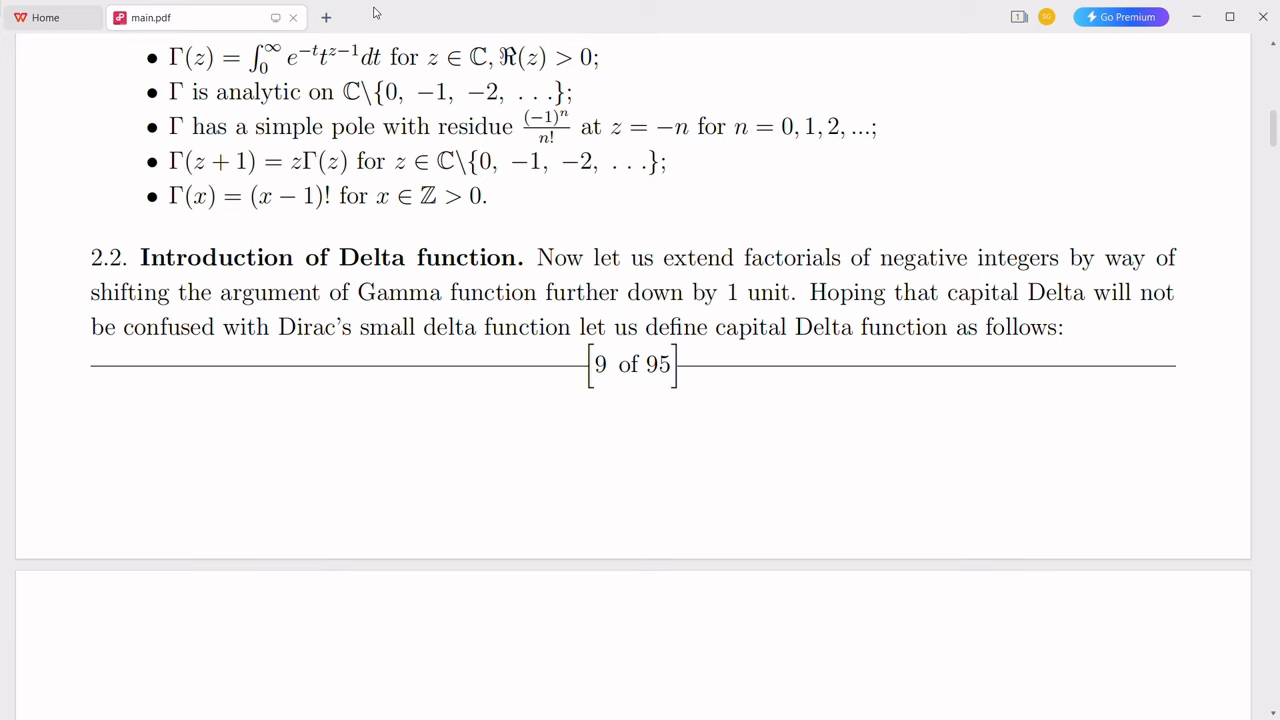 Home
main.pdf
1
SG
Go Premium
• Γ(z) = ∫₀^∞ e^{−t}t^{z−1}dt for z ∈ ℂ, ℜ(z) > 0;
• Γ is analytic on ℂ\{0, −1, −2, . . .};
• Γ has a simple pole with residue (−1)ⁿ/n! at z = −n for n = 0, 1, 2, ...;
• Γ(z + 1) = zΓ(z) for z ∈ ℂ\{0, −1, −2, . . .};
• Γ(x) = (x − 1)! for x ∈ ℤ > 0.
2.2. Introduction of Delta function. Now let us extend factorials of negative integers by way of
shifting the argument of Gamma function further down by 1 unit. Hoping that capital Delta will not
be confused with Dirac's small delta function let us define capital Delta function as follows:
[9 of 95]